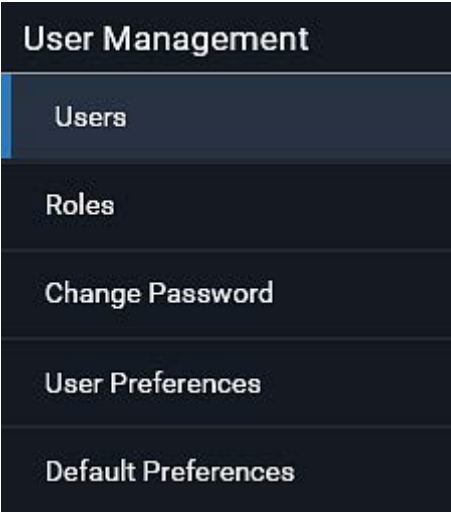 User Management
Users
Roles
Change Password
User Preferences
Default Preferences